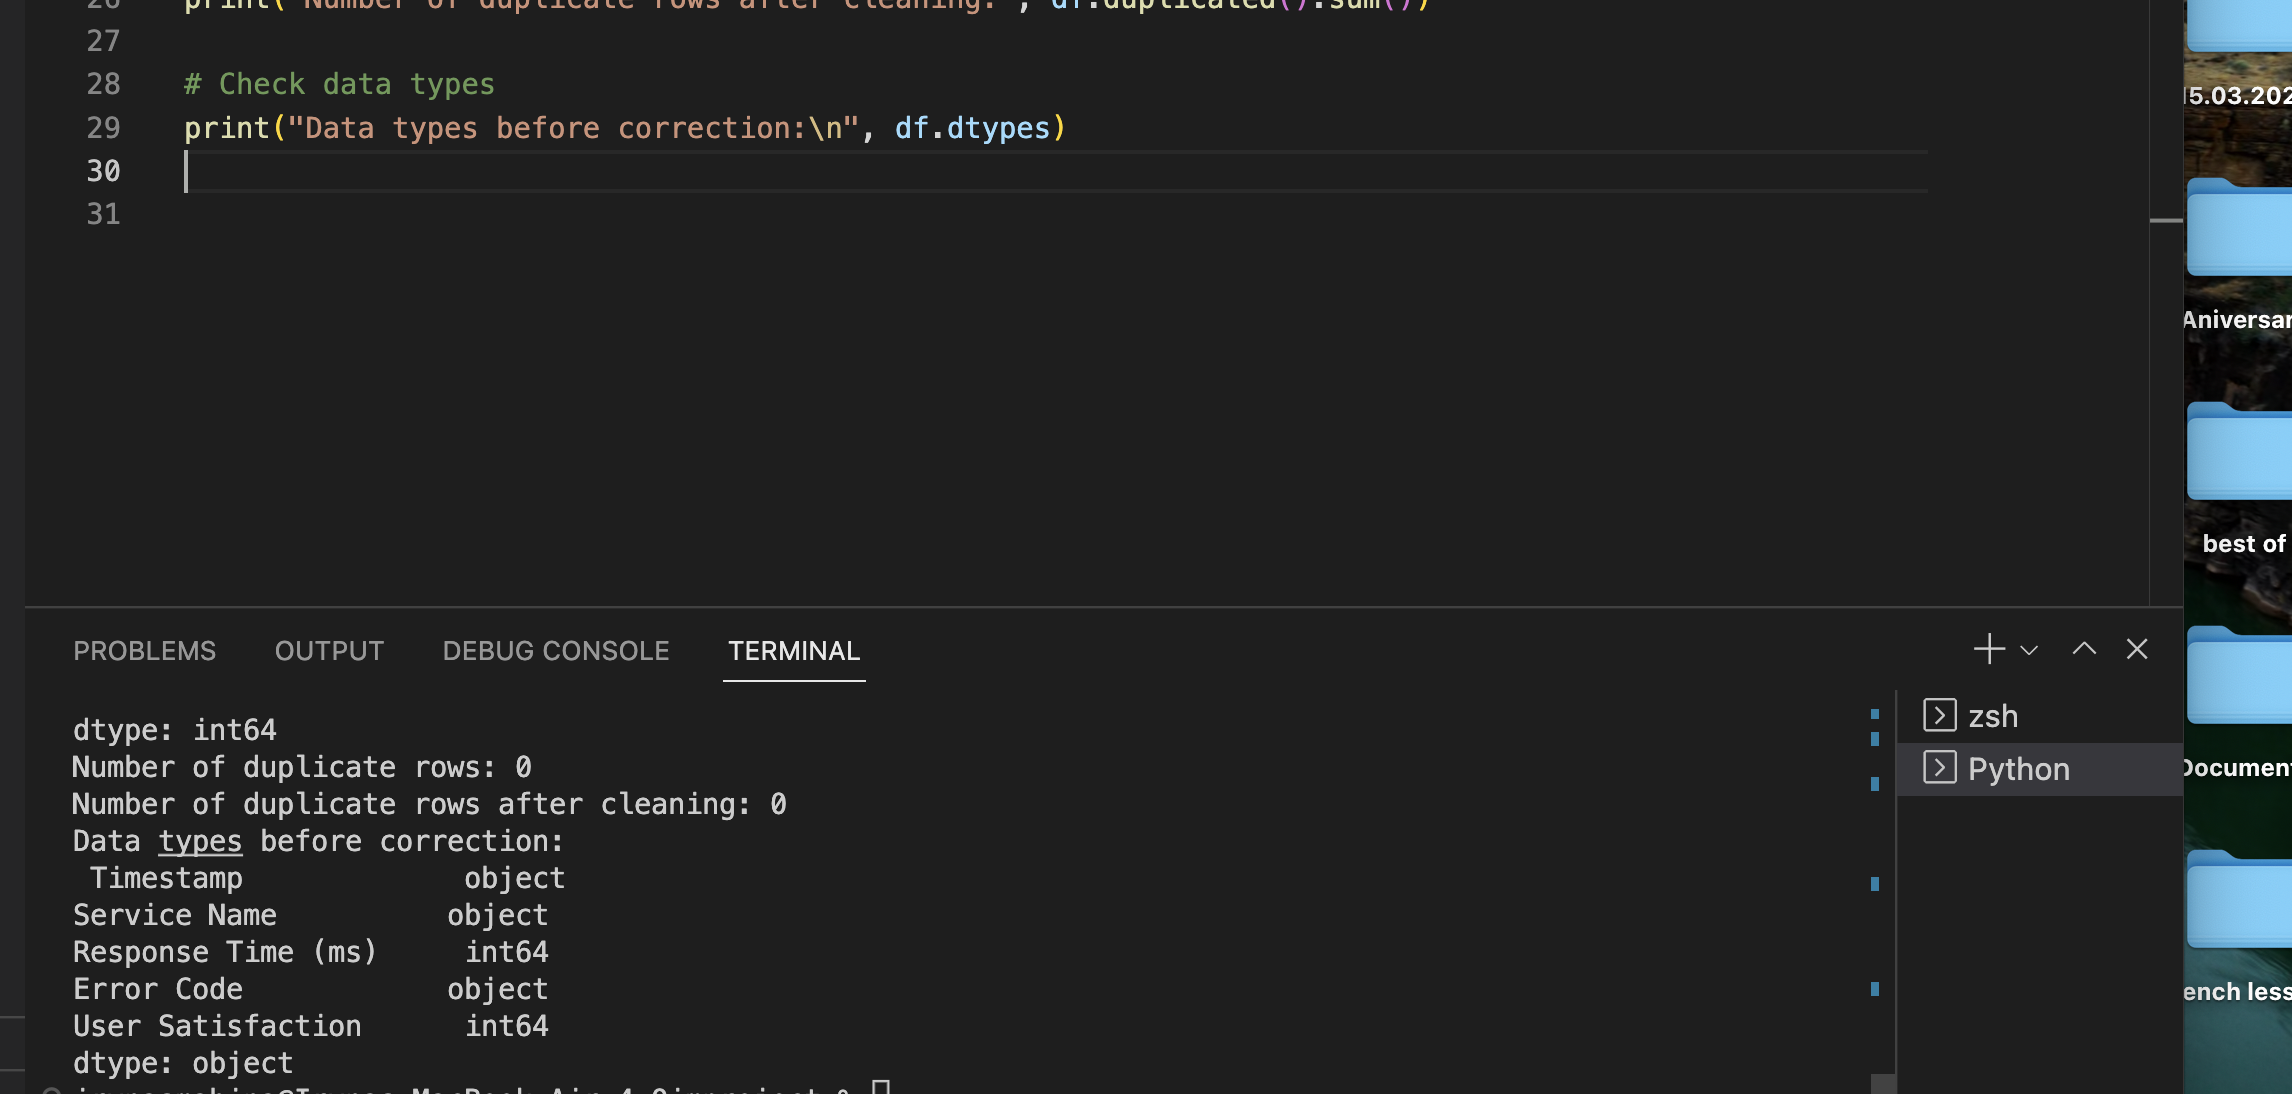 26 print("Number of duplicate rows after cleaning:", df.duplicated().sum())
27
28 # Check data types
29 print("Data types before correction:\n", df.dtypes)
30
31
PROBLEMS OUTPUT DEBUG CONSOLE TERMINAL
dtype: int64
Number of duplicate rows: 0
Number of duplicate rows after cleaning: 0
Data types before correction:
Timestamp object
Service Name object
Response Time (ms) int64
Error Code object
User Satisfaction int64
dtype: object
zsh
Python
15.03.202
Aniversar
best of
Document
ench less